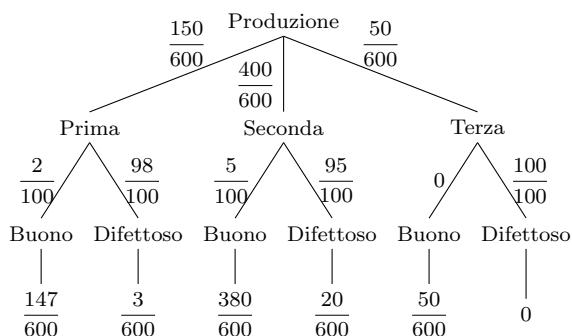 Produzione
150/600 400/600 50/600
Prima Seconda Terza
2/100 98/100 5/100 95/100 0 100/100
Buono Difettoso Buono Difettoso Buono Difettoso
147/600 3/600 380/600 20/600 50/600 0